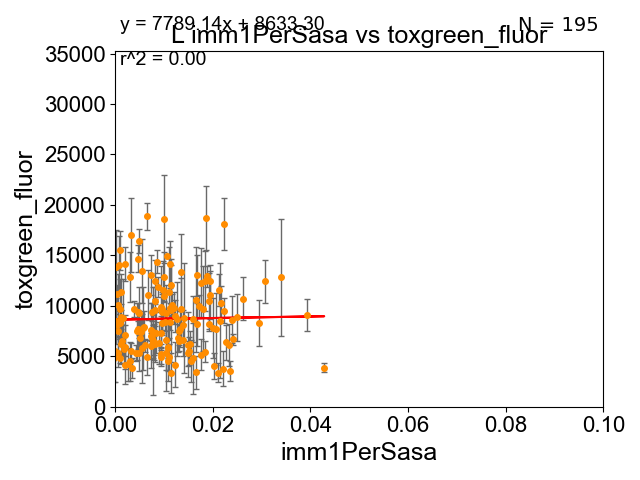 y = 7789.14x + 8633.30
N = 195
L imm1PerSasa vs toxgreen_fluor
r^2 = 0.00
toxgreen_fluor
35000
30000
25000
20000
15000
10000
5000
0
0.00 0.02 0.04 0.06 0.08 0.10
imm1PerSasa